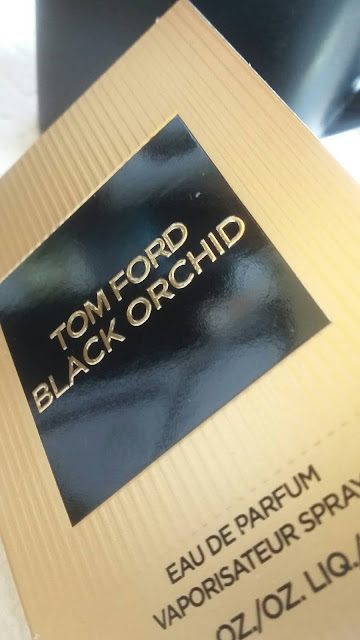 TOM FORD
BLACK ORCHID
EAU DE PARFUM
VAPORISATEUR SPRAY
OZ./OZ. LIQ./